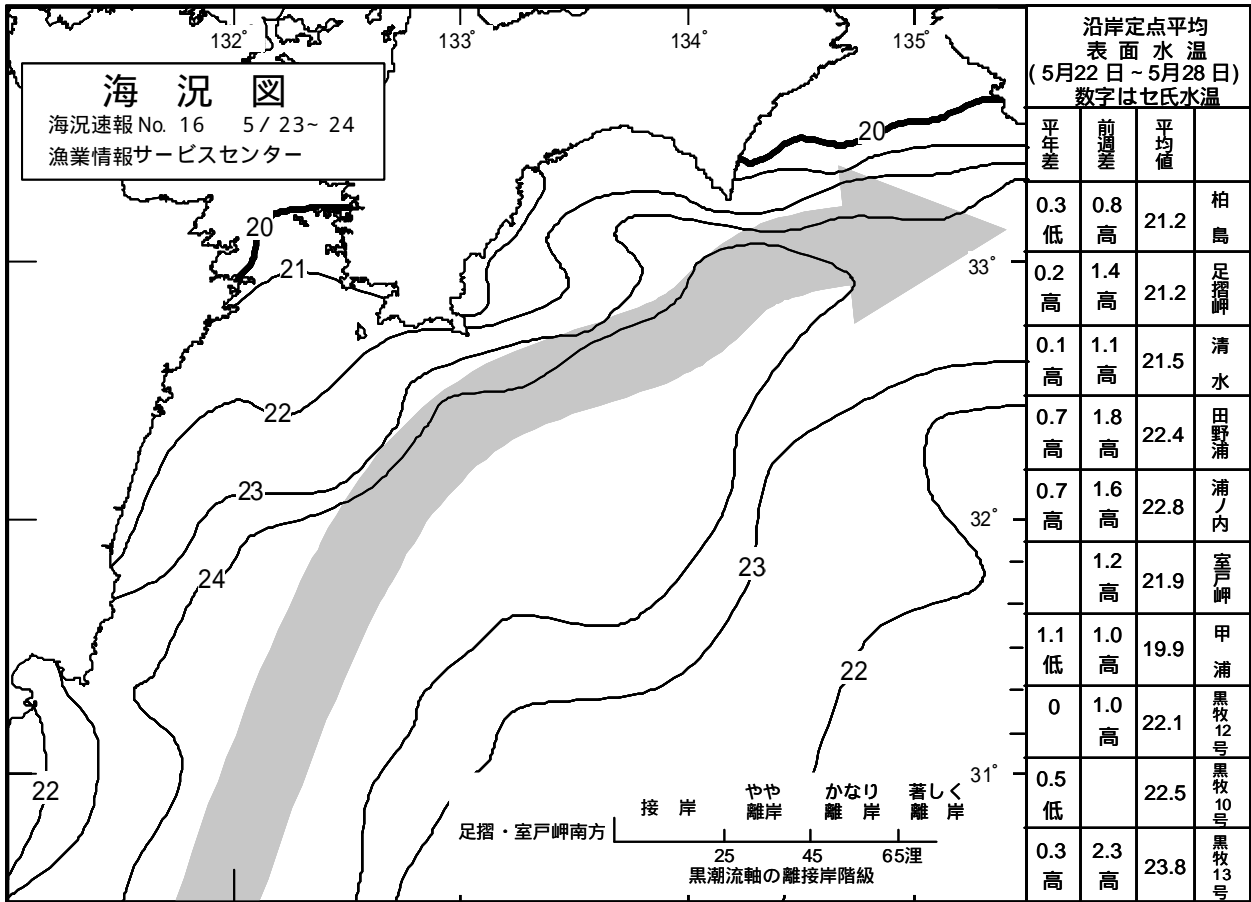 132°
133°
134°
135°
海 況 図
海況速報 No. 16 5/ 23~ 24
漁業情報サービスセンター
20
20
21
33°
22
23
32°
24
23
22
22
31°
接 岸
やや
離岸
かなり
離 岸
著しく
離 岸
足摺・室戸岬南方
25 45 65浬
黒潮流軸の離接岸階級
沿岸定点平均
表 面 水 温
( 5月22 日 ~ 5月28 日)
数字はセ氏水温
平年差 前週差 平均値
0.3 低 0.8 高 21.2 柏島
0.2 高 1.4 高 21.2 足摺岬
0.1 高 1.1 高 21.5 清水
0.7 高 1.8 高 22.4 田野浦
0.7 高 1.6 高 22.8 浦ノ内
1.2 高 21.9 室戸岬
1.1 低 1.0 高 19.9 甲浦
0 1.0 高 22.1 黒牧12号
0.5 低 22.5 黒牧10号
0.3 高 2.3 高 23.8 黒牧13号